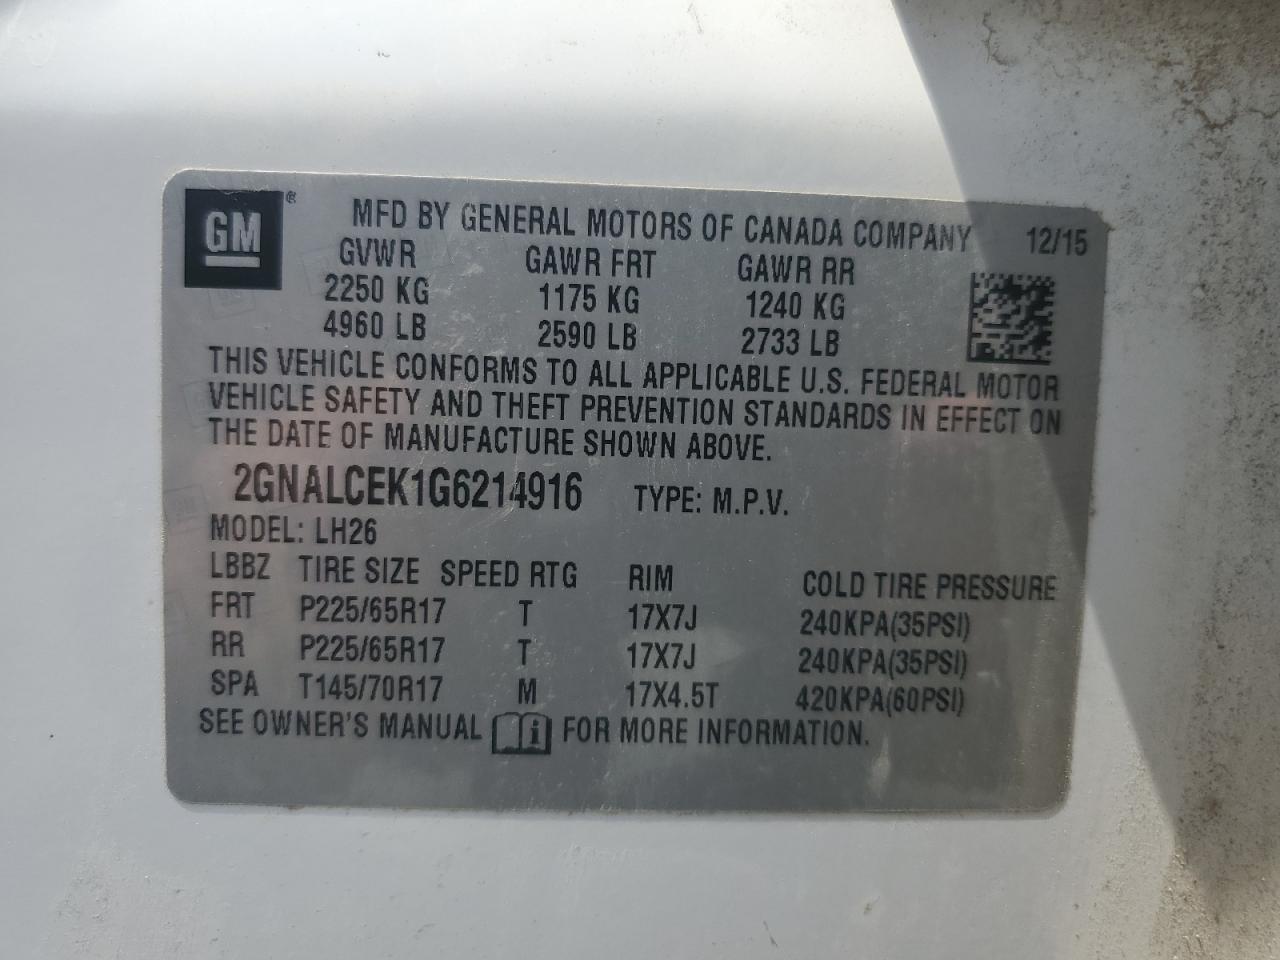 GM ® MFD BY GENERAL MOTORS OF CANADA COMPANY 12/15
GVWR GAWR FRT GAWR RR
2250 KG 1175 KG 1240 KG
4960 LB 2590 LB 2733 LB
THIS VEHICLE CONFORMS TO ALL APPLICABLE U.S. FEDERAL MOTOR
VEHICLE SAFETY AND THEFT PREVENTION STANDARDS IN EFFECT ON
THE DATE OF MANUFACTURE SHOWN ABOVE.
2GNALCEK1G6214916 TYPE: M.P.V.
MODEL: LH26
LBBZ TIRE SIZE SPEED RTG RIM COLD TIRE PRESSURE
FRT P225/65R17 T 17X7J 240KPA(35PSI)
RR P225/65R17 T 17X7J 240KPA(35PSI)
SPA T145/70R17 M 17X4.5T 420KPA(60PSI)
SEE OWNER'S MANUAL i FOR MORE INFORMATION.